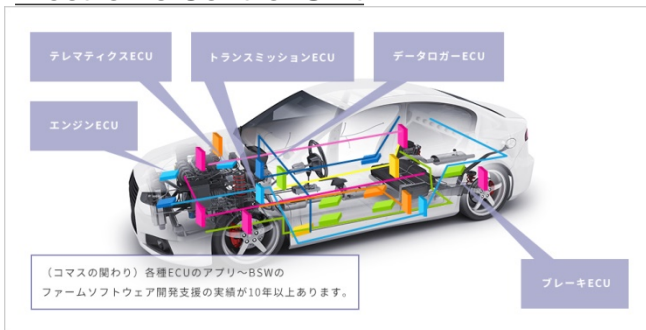 テレマティクスECU
トランスミッションECU
データロガーECU
エンジンECU
ブレーキECU
（コマスの関わり）各種ECUのアプリ～BSWの
ファームソフトウェア開発支援の実績が10年以上あります。